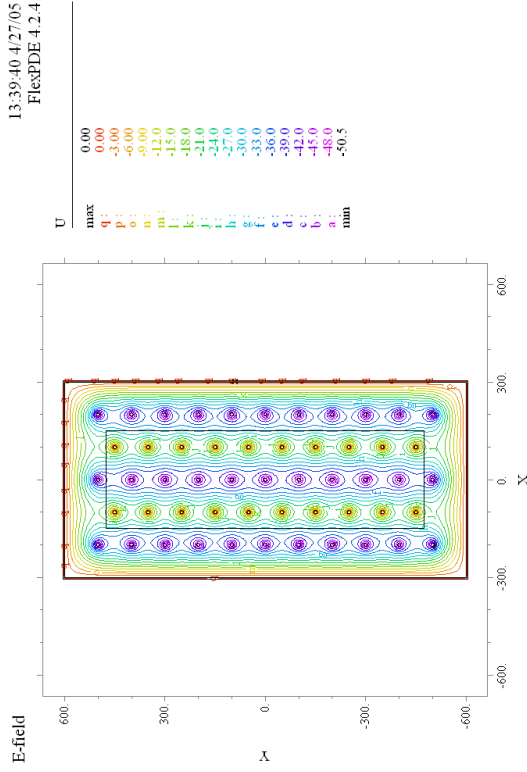 13:39:40 4/27/05
FlexPDE 4.2.4
E-field
U
max 0.00
q : 0.00
p : -3.00
o : -6.00
n : -9.00
m : -12.0
l : -15.0
k : -18.0
j : -21.0
i : -24.0
h : -27.0
g : -30.0
f : -33.0
e : -36.0
d : -39.0
c : -42.0
b : -45.0
a : -48.0
min -50.5
Y
600.
300.
0.
-300.
-600.
-600.
-300.
0.
300.
600.
X